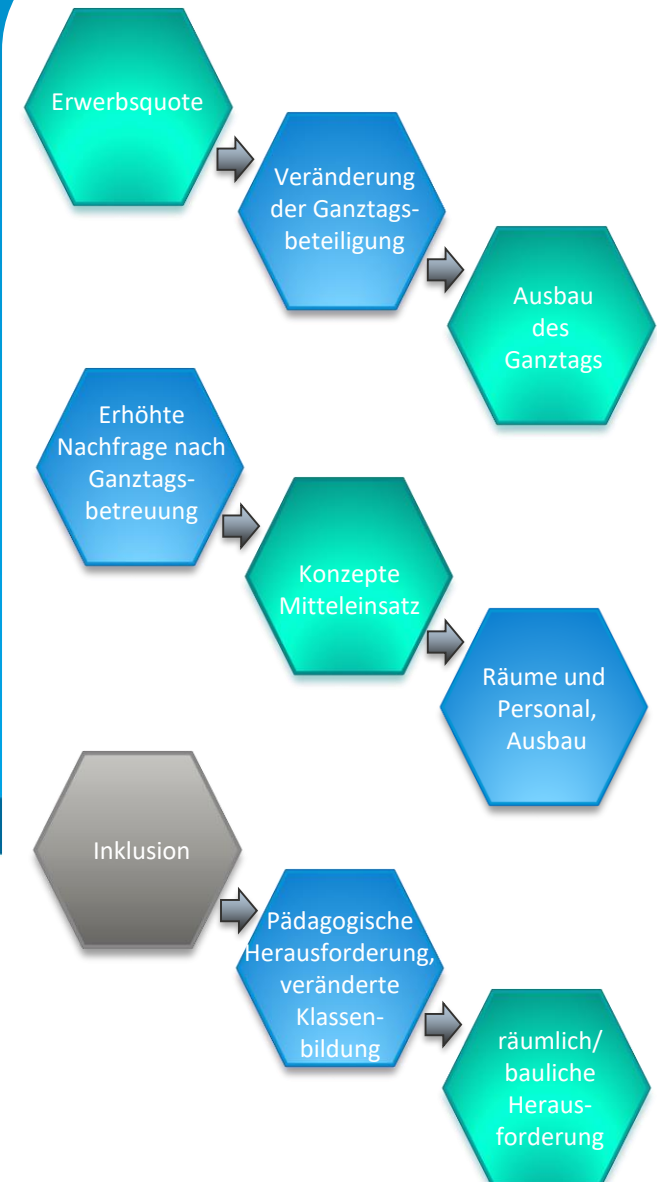 Erwerbsquote
Veränderung
der Ganztags-
beteiligung
Ausbau
des
Ganztags
Erhöhte
Nachfrage nach
Ganztags-
betreuung
Konzepte
Mitteleinsatz
Räume und
Personal,
Ausbau
Inklusion
Pädagogische
Herausforderung,
veränderte
Klassen-
bildung
räumlich/
bauliche
Heraus-
forderung